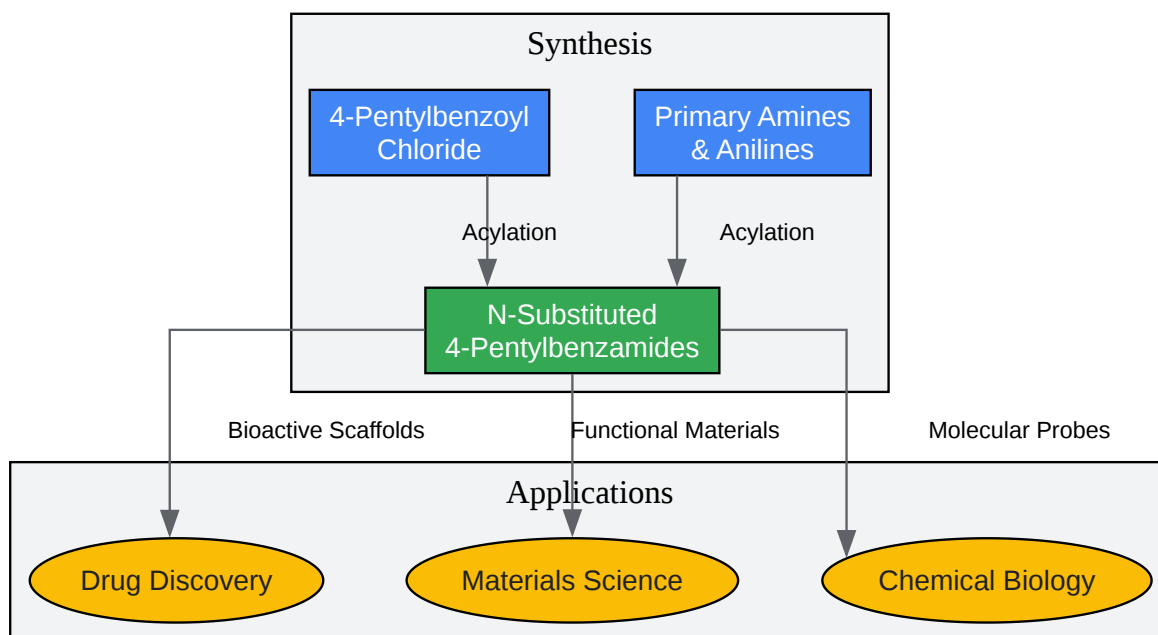 Synthesis
4-Pentylbenzoyl
Chloride
Primary Amines
& Anilines
Acylation
Acylation
N-Substituted
4-Pentylbenzamides
Bioactive Scaffolds
Functional Materials
Molecular Probes
Applications
Drug Discovery
Materials Science
Chemical Biology